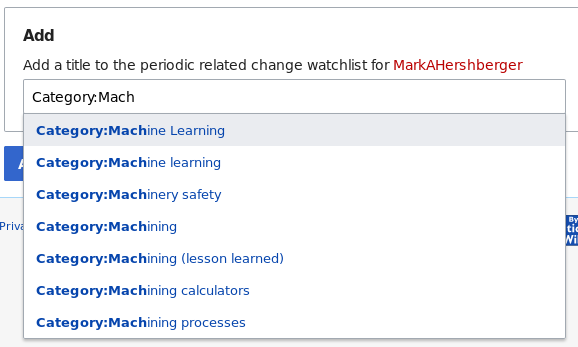 Add
Add a title to the periodic related change watchlist for MarkAHershberger
Category:Mach
Category:Machine Learning
Category:Machine learning
Category:Machinery safety
Category:Machining
Category:Machining (lesson learned)
Category:Machining calculators
Category:Machining processes
By